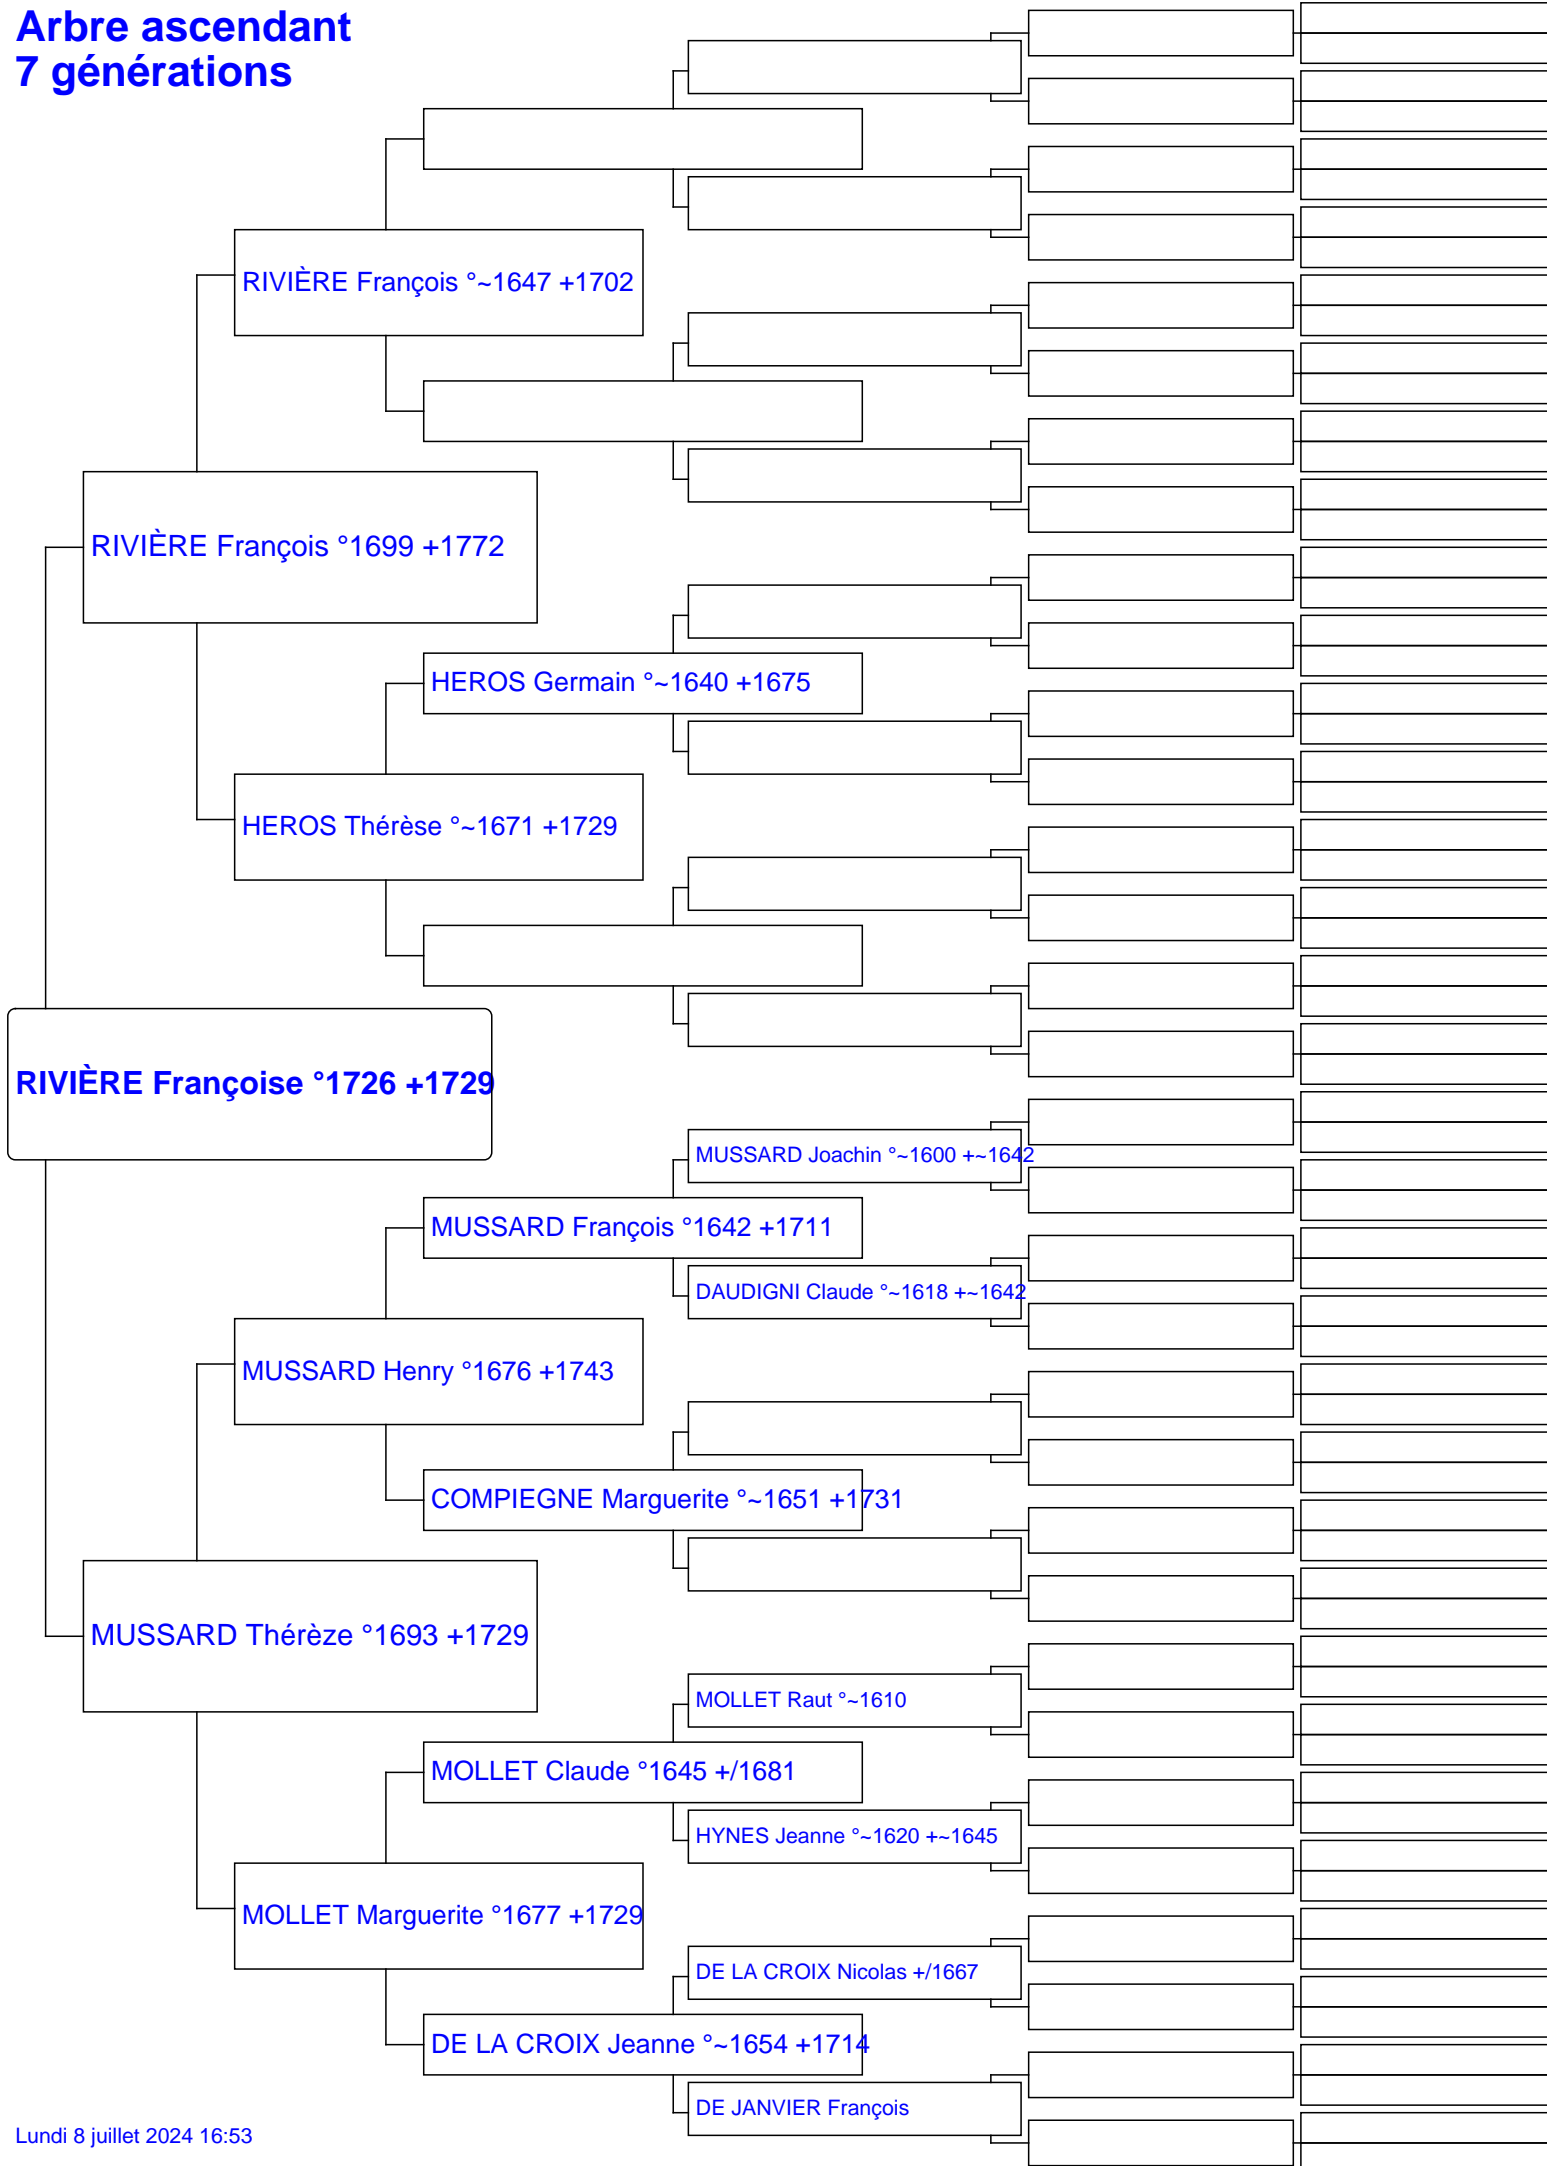 Arbre ascendant
7 générations
RIVIÈRE François °~1647 +1702
RIVIÈRE François °1699 +1772
HEROS Germain °~1640 +1675
HEROS Thérèse °~1671 +1729
RIVIÈRE Françoise °1726 +1729
MUSSARD Joachin °~1600 +~1642
MUSSARD François °1642 +1711
DAUDIGNI Claude °~1618 +~1642
MUSSARD Henry °1676 +1743
COMPIEGNE Marguerite °~1651 +1731
MUSSARD Thérèze °1693 +1729
MOLLET Raut °~1610
MOLLET Claude °1645 +/1681
HYNES Jeanne °~1620 +~1645
MOLLET Marguerite °1677 +1729
DE LA CROIX Nicolas +/1667
DE LA CROIX Jeanne °~1654 +1714
DE JANVIER François
Lundi 8 juillet 2024 16:53